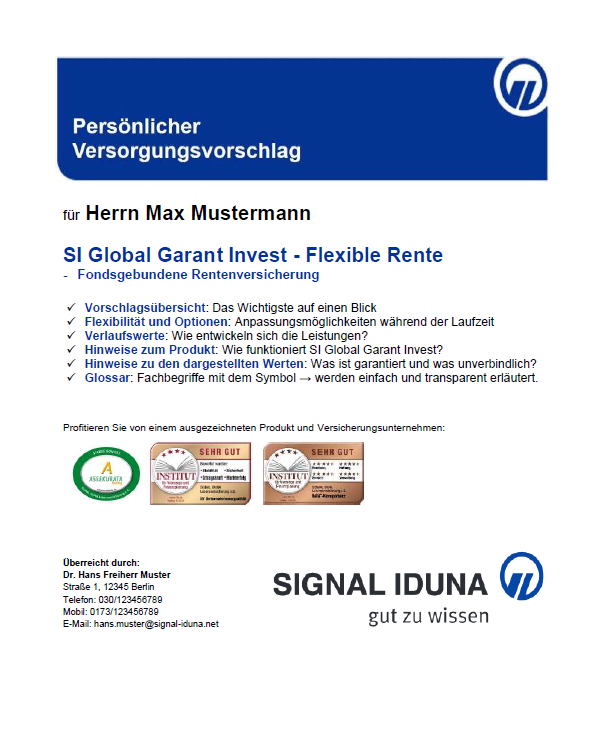 Persönlicher
Versorgungsvorschlag
für Herrn Max Mustermann
SI Global Garant Invest - Flexible Rente
- Fondsgebundene Rentenversicherung
✓ Vorschlagsübersicht: Das Wichtigste auf einen Blick
✓ Flexibilität und Optionen: Anpassungsmöglichkeiten während der Laufzeit
✓ Verlaufswerte: Wie entwickeln sich die Leistungen?
✓ Hinweise zum Produkt: Wie funktioniert SI Global Garant Invest?
✓ Hinweise zu den dargestellten Werten: Was ist garantiert und was unverbindlich?
✓ Glossar: Fachbegriffe mit dem Symbol → werden einfach und transparent erläutert.
Profitieren Sie von einem ausgezeichneten Produkt und Versicherungsunternehmen:
A
ASSEKURATA
SEHR GUT
INSTITUT
SEHR GUT
INSTITUT
Überreicht durch:
Dr. Hans Freiherr Muster
Straße 1, 12345 Berlin
Telefon: 030/123456789
Mobil: 0173/123456789
E-Mail: hans.muster@signal-iduna.net
SIGNAL IDUNA
gut zu wissen